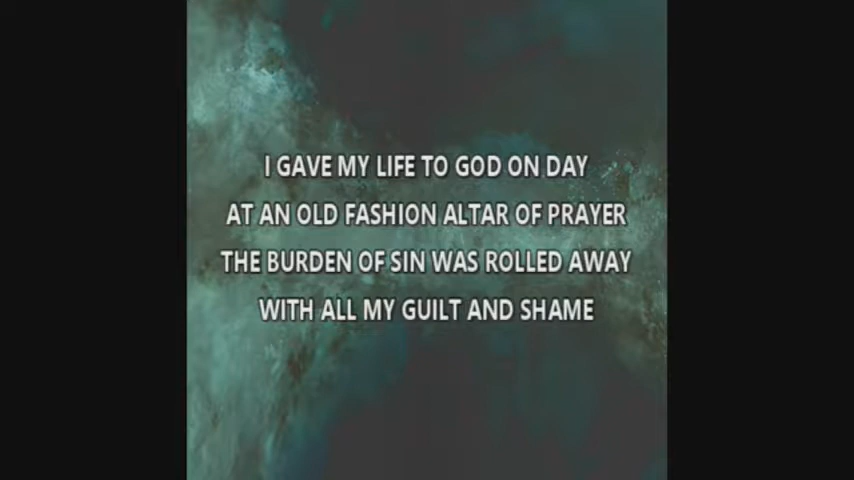 I GAVE MY LIFE TO GOD ON DAY
AT AN OLD FASHION ALTAR OF PRAYER
THE BURDEN OF SIN WAS ROLLED AWAY
WITH ALL MY GUILT AND SHAME